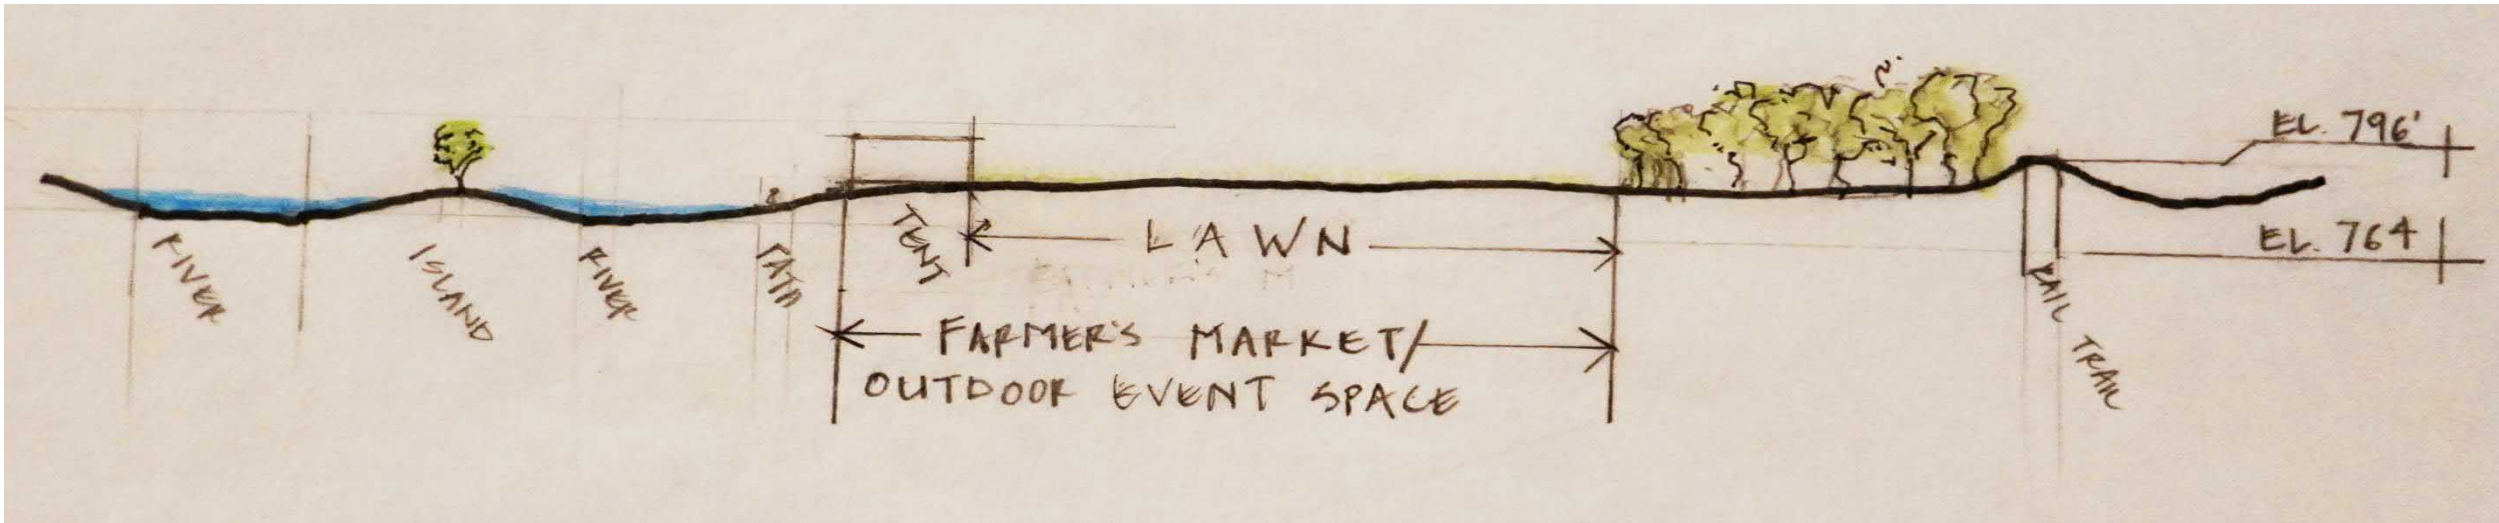 EL. 796'
EL. 764
RIVER
ISLAND
RIVER
PATH
TENT
LAWN
RAIL TRAIL
FARMER'S MARKET/
OUTDOOR EVENT SPACE